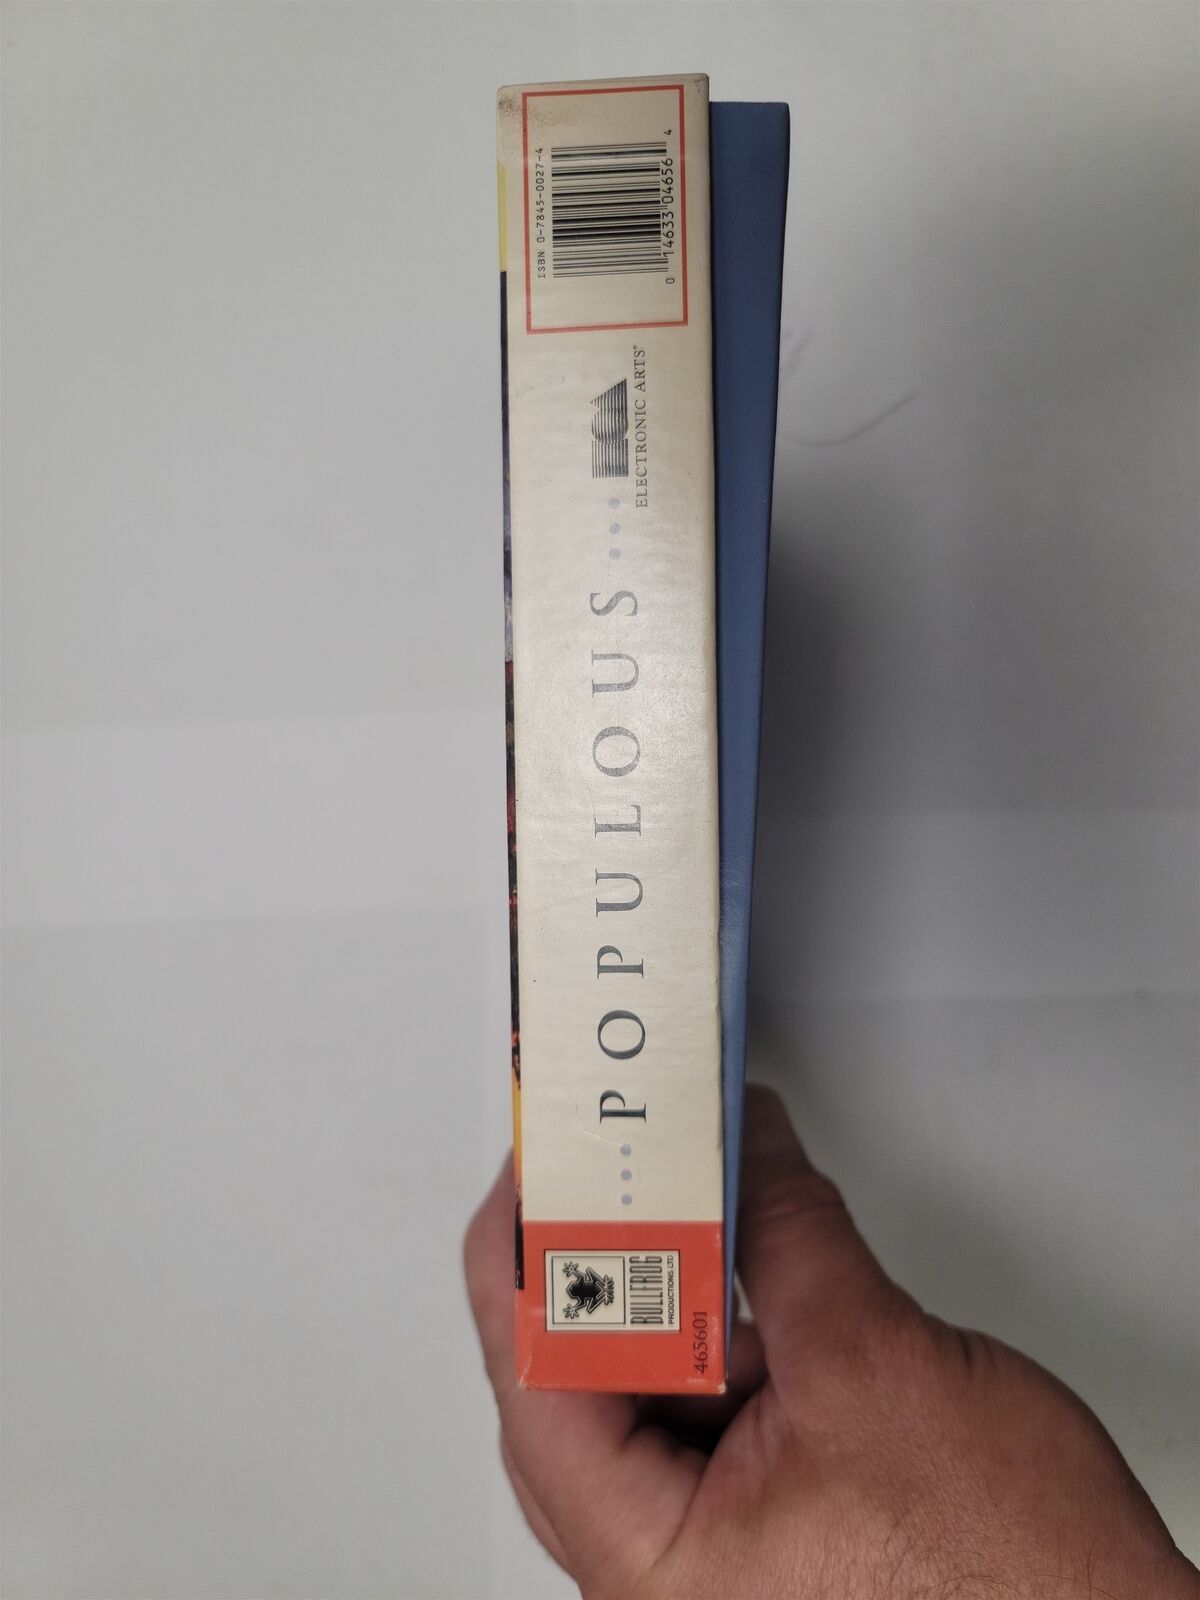 ISBN 0-7845-0027-4
0 14633 04656 4
ELECTRONIC ARTS®
POPULOUS
BULLFROG
PRODUCTIONS LTD
465601